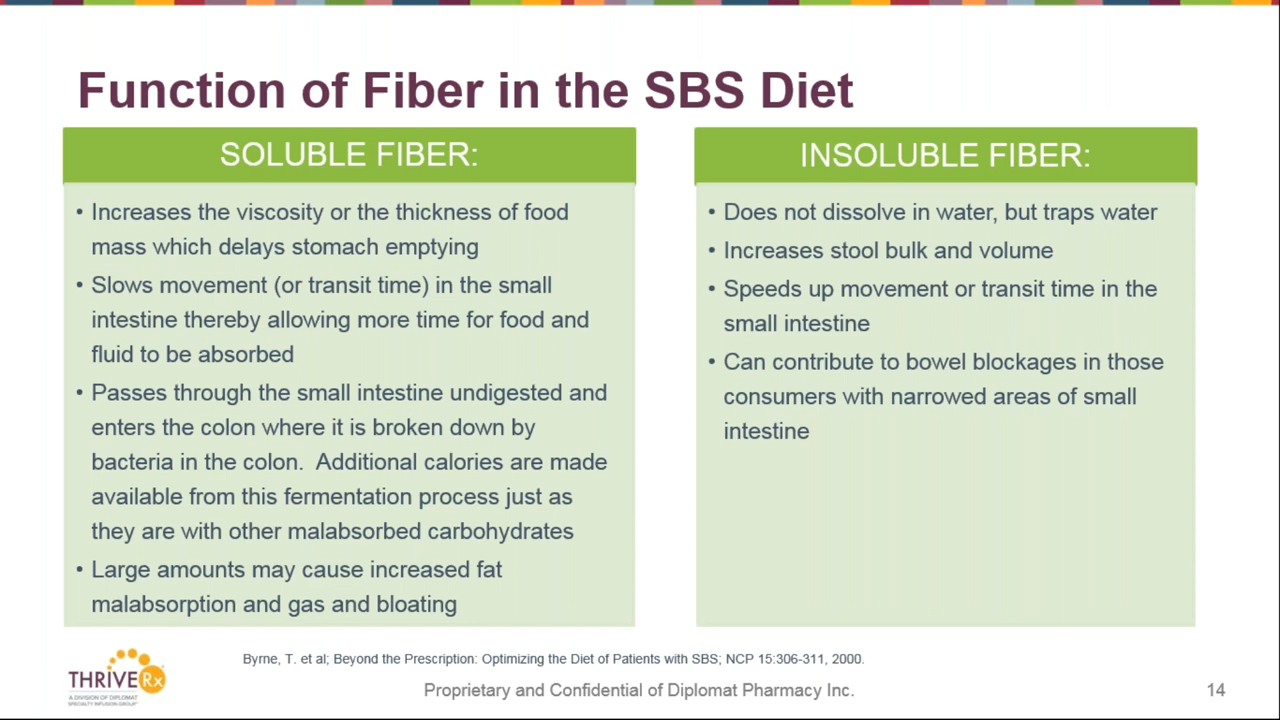 Function of Fiber in the SBS Diet
SOLUBLE FIBER:
• Increases the viscosity or the thickness of food
mass which delays stomach emptying
• Slows movement (or transit time) in the small
intestine thereby allowing more time for food and
fluid to be absorbed
• Passes through the small intestine undigested and
enters the colon where it is broken down by
bacteria in the colon.  Additional calories are made
available from this fermentation process just as
they are with other malabsorbed carbohydrates
• Large amounts may cause increased fat
malabsorption and gas and bloating
INSOLUBLE FIBER:
• Does not dissolve in water, but traps water
• Increases stool bulk and volume
• Speeds up movement or transit time in the
small intestine
• Can contribute to bowel blockages in those
consumers with narrowed areas of small
intestine
Byrne, T. et al; Beyond the Prescription: Optimizing the Diet of Patients with SBS; NCP 15:306-311, 2000.
THRIVE Rx
A DIVISION OF DIPLOMAT
SPECIALTY INFUSION GROUP
Proprietary and Confidential of Diplomat Pharmacy Inc.
14